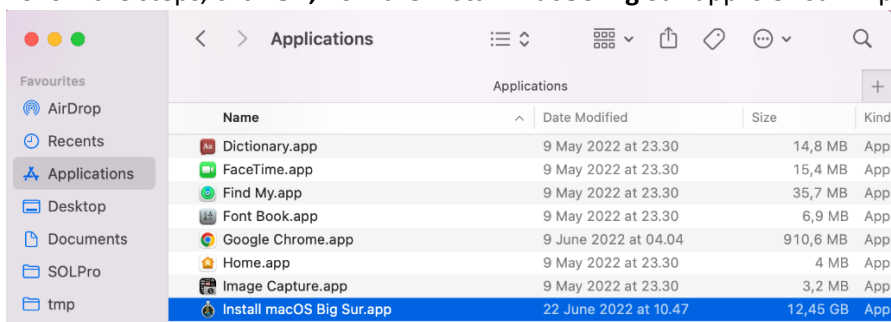 Applications
Favourites
Applications
AirDrop
Name Date Modified Size Kind
Recents
Dictionary.app 9 May 2022 at 23.30 14,8 MB App
Applications
FaceTime.app 9 May 2022 at 23.30 15,4 MB App
Find My.app 9 May 2022 at 23.30 35,7 MB App
Desktop
Font Book.app 9 May 2022 at 23.30 6,9 MB App
Documents
Google Chrome.app 9 June 2022 at 04.04 910,6 MB App
Home.app 9 May 2022 at 23.30 4 MB App
SOLPro
Image Capture.app 9 May 2022 at 23.30 3,2 MB App
tmp
Install macOS Big Sur.app 22 June 2022 at 10.47 12,45 GB App